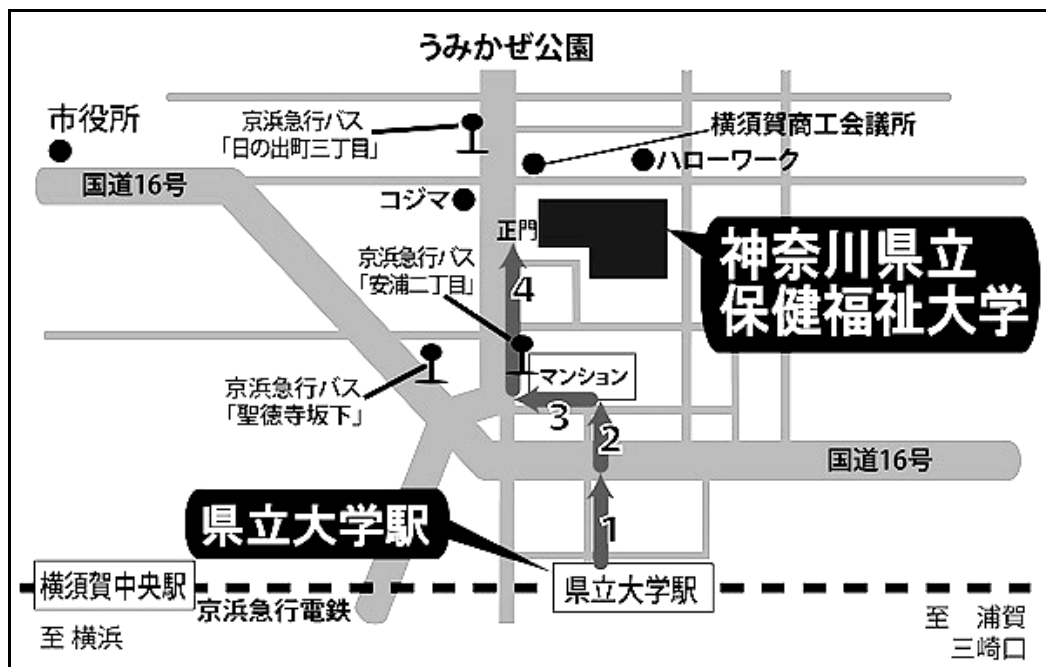 うみかぜ公園
市役所
京浜急行バス
「日の出町三丁目」
横須賀商工会議所
ハローワーク
国道16号
コジマ
正門
京浜急行バス
「安浦二丁目」
4
神奈川県立
保健福祉大学
マンション
京浜急行バス
「聖徳寺坂下」
3
2
国道16号
県立大学駅
1
横須賀中央駅
京浜急行電鉄
県立大学駅
至 横浜
至 浦賀
三崎口